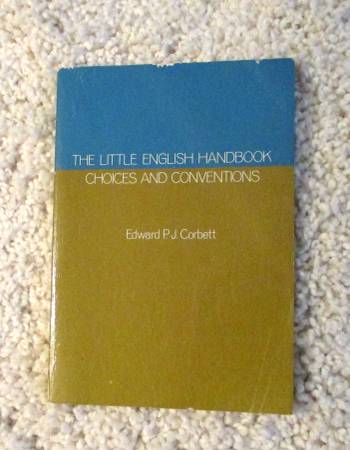 THE LITTLE ENGLISH HANDBOOK
CHOICES AND CONVENTIONS
Edward P.J. Corbett